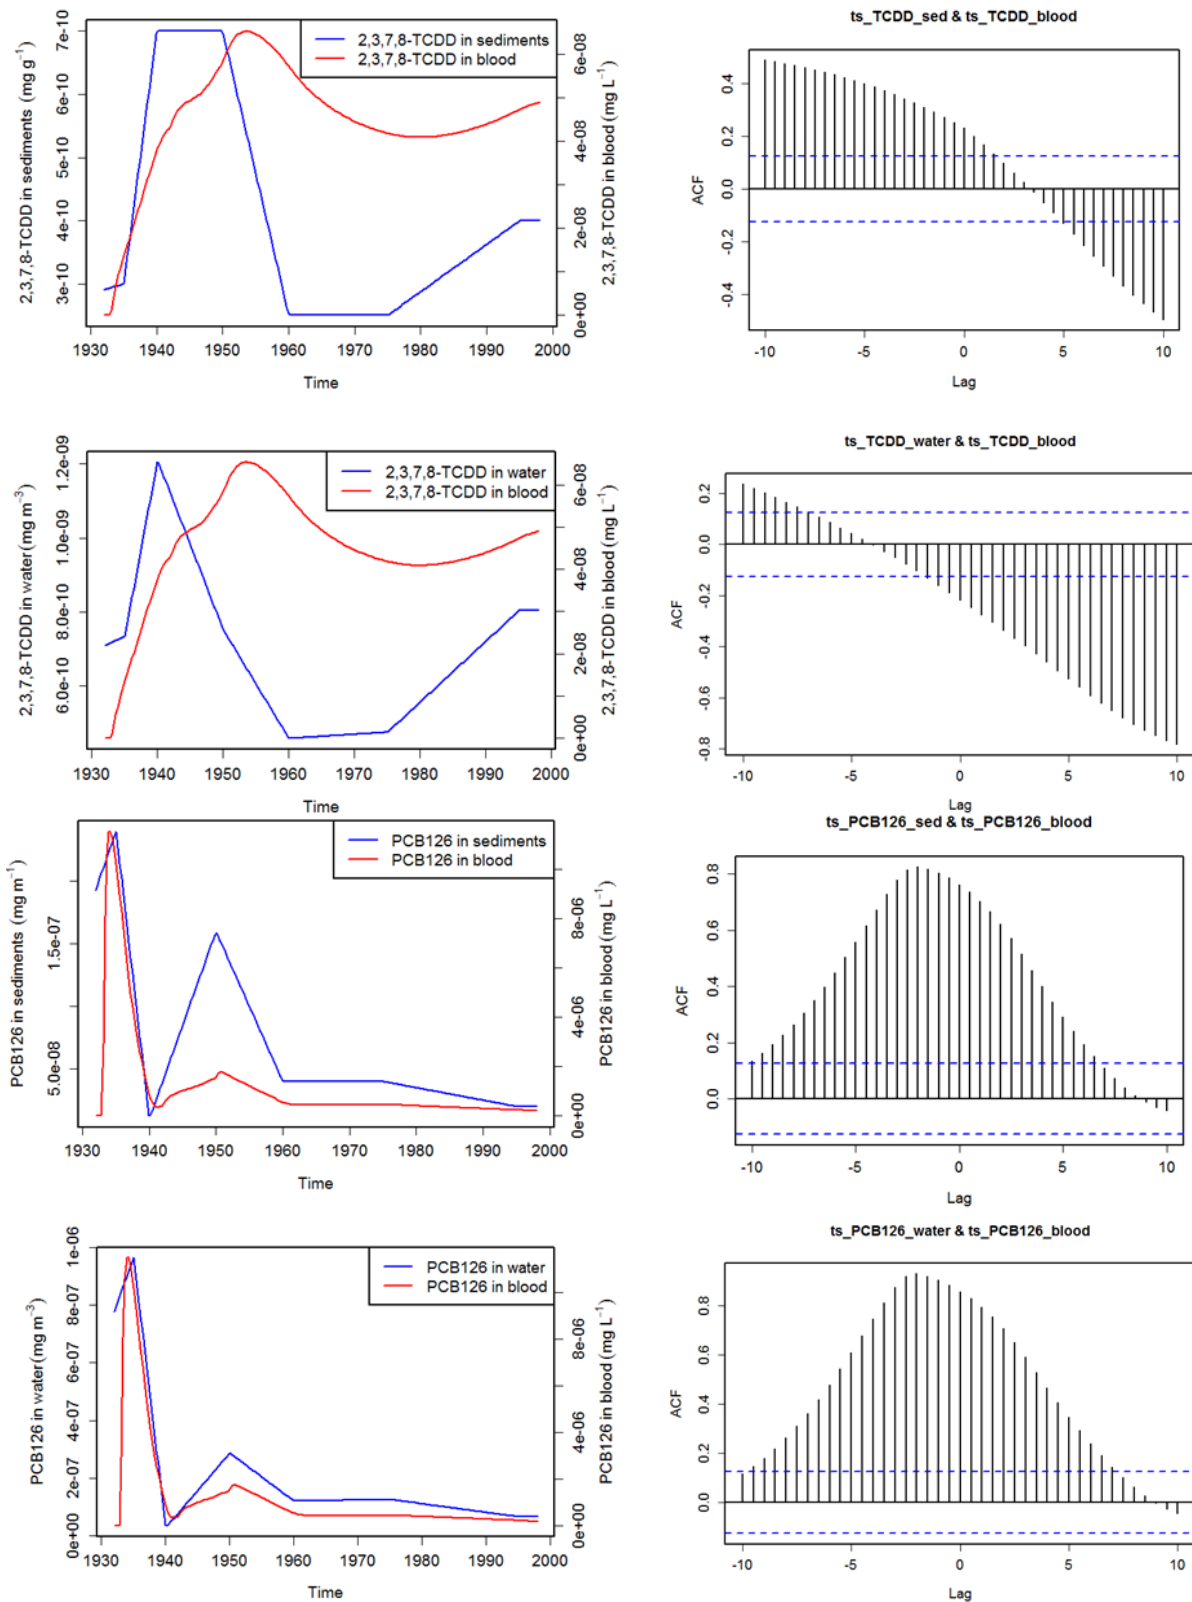 ts_TCDD_sed & ts_TCDD_blood
2,3,7,8-TCDD in sediments (mg g⁻¹)
3e-10 4e-10 5e-10 6e-10 7e-10
2,3,7,8-TCDD in sediments
2,3,7,8-TCDD in blood
0e+00 2e-08 4e-08 6e-08
2,3,7,8-TCDD in blood (mg L⁻¹)
1930 1940 1950 1960 1970 1980 1990 2000
Time
ACF
-0.4 -0.2 0.0 0.2 0.4
-10 -5 0 5 10
Lag
ts_TCDD_water & ts_TCDD_blood
2,3,7,8-TCDD in water (mg m⁻³)
6.0e-10 8.0e-10 1.0e-09 1.2e-09
2,3,7,8-TCDD in water
2,3,7,8-TCDD in blood
0e+00 2e-08 4e-08 6e-08
2,3,7,8-TCDD in blood (mg L⁻¹)
1930 1940 1950 1960 1970 1980 1990 2000
Time
ACF
-0.8 -0.6 -0.4 -0.2 0.0 0.2
-10 -5 0 5 10
Lag
ts_PCB126_sed & ts_PCB126_blood
PCB126 in sediments (mg m⁻¹)
5.0e-08 1.5e-07
PCB126 in sediments
PCB126 in blood
0e+00 4e-06 8e-06
PCB126 in blood (mg L⁻¹)
1930 1940 1950 1960 1970 1980 1990 2000
Time
ACF
0.0 0.2 0.4 0.6 0.8
-10 -5 0 5 10
Lag
ts_PCB126_water & ts_PCB126_blood
PCB126 in water (mg m⁻³)
0e+00 2e-07 4e-07 6e-07 8e-07 1e-06
PCB126 in water
PCB126 in blood
0e+00 4e-06 8e-06
PCB126 in blood (mg L⁻¹)
1930 1940 1950 1960 1970 1980 1990 2000
Time
ACF
0.0 0.2 0.4 0.6 0.8
-10 -5 0 5 10
Lag